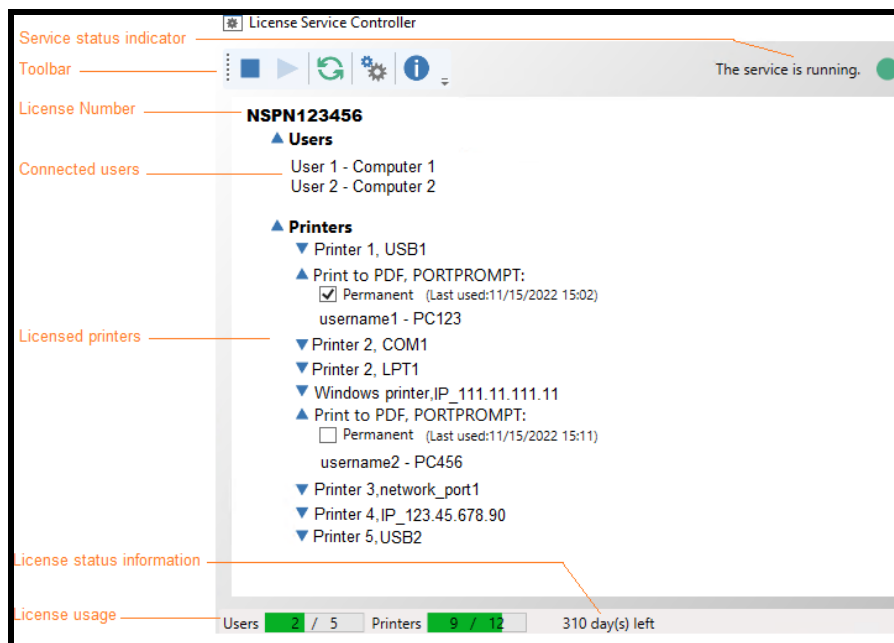 License Service Controller
Service status indicator
Toolbar
The service is running.
License Number
NSPN123456
Users
Connected users
User 1 - Computer 1
User 2 - Computer 2
Printers
Printer 1, USB1
Print to PDF, PORTPROMPT:
Permanent (Last used:11/15/2022 15:02)
username1 - PC123
Licensed printers
Printer 2, COM1
Printer 2, LPT1
Windows printer,IP_111.11.111.11
Print to PDF, PORTPROMPT:
Permanent (Last used:11/15/2022 15:11)
username2 - PC456
Printer 3,network_port1
Printer 4,IP_123.45.678.90
Printer 5,USB2
License status information
License usage
Users 2 / 5 Printers 9 / 12 310 day(s) left